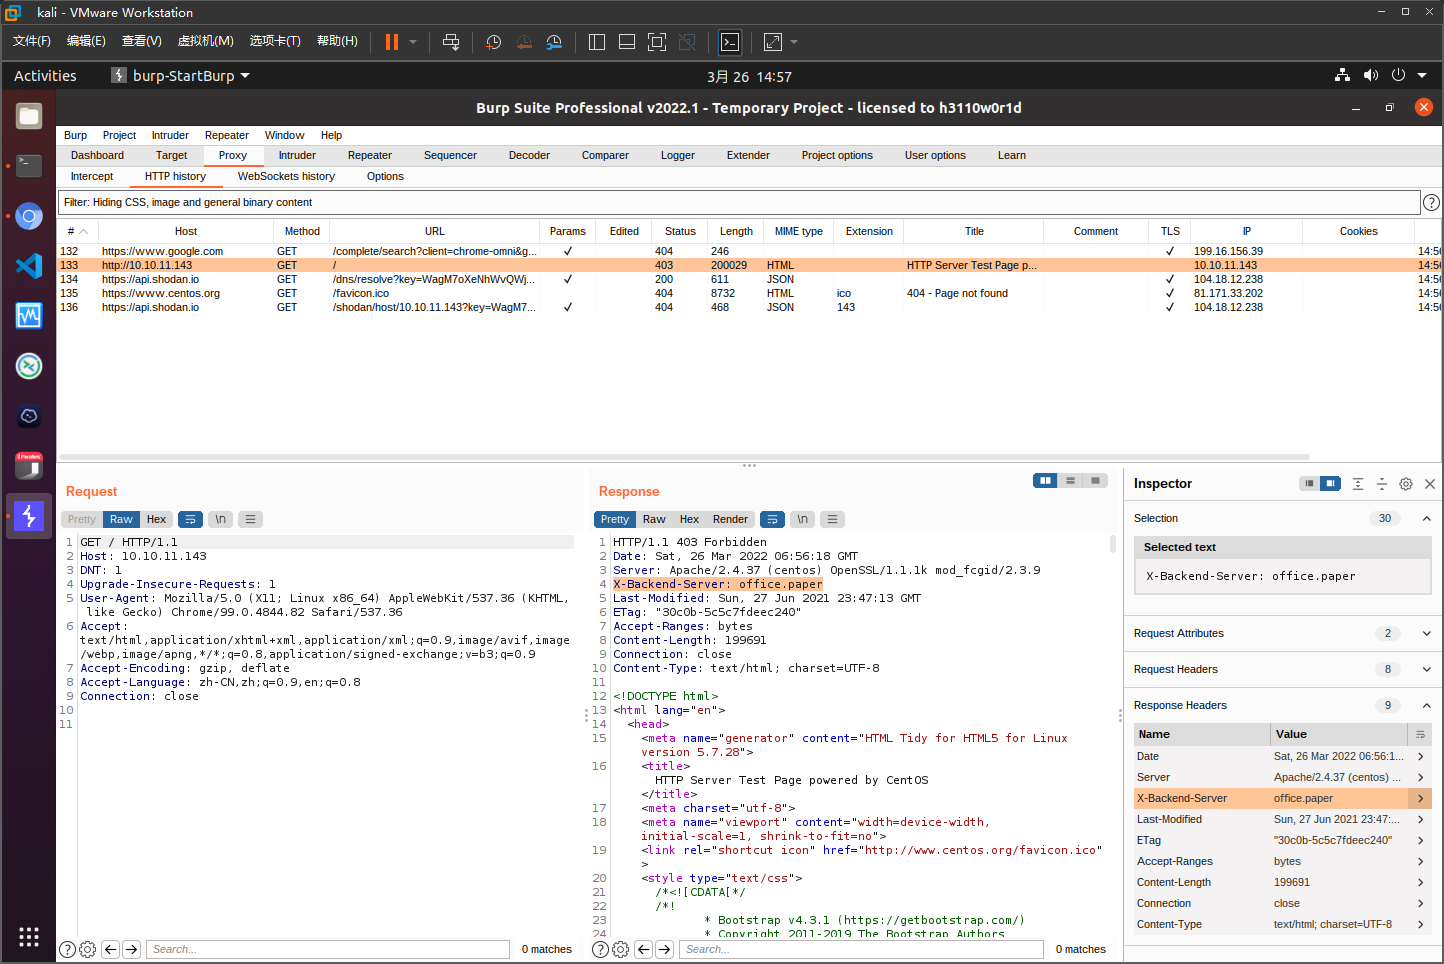 kali - VMware Workstation
文件(F) 编辑(E) 查看(V) 虚拟机(M) 选项卡(T) 帮助(H)
Activities burp-StartBurp 3月 26 14:57
Burp Suite Professional v2022.1 - Temporary Project - licensed to h3110w0r1d
Burp Project Intruder Repeater Window Help
Dashboard Target Proxy Intruder Repeater Sequencer Decoder Comparer Logger Extender Project options User options Learn
Intercept HTTP history WebSockets history Options
Filter: Hiding CSS, image and general binary content
# Host Method URL Params Edited Status Length MIME type Extension Title Comment TLS IP Cookies
132 https://www.google.com GET /complete/search?client=chrome-omni&g... ✓ 404 246 ✓ 199.16.156.39 14:50
133 http://10.10.11.143 GET / 403 200029 HTML HTTP Server Test Page p... 10.10.11.143 14:50
134 https://api.shodan.io GET /dns/resolve?key=WagM7oXeNhWvQWj... ✓ 200 611 JSON ✓ 104.18.12.238 14:50
135 https://www.centos.org GET /favicon.ico 404 8732 HTML ico 404 - Page not found ✓ 81.171.33.202 14:50
136 https://api.shodan.io GET /shodan/host/10.10.11.143?key=WagM7... ✓ 404 468 JSON 143 ✓ 104.18.12.238 14:50
Request
Pretty Raw Hex \n
1 GET / HTTP/1.1
2 Host: 10.10.11.143
3 DNT: 1
4 Upgrade-Insecure-Requests: 1
5 User-Agent: Mozilla/5.0 (X11; Linux x86_64) AppleWebKit/537.36 (KHTML,
like Gecko) Chrome/99.0.4844.82 Safari/537.36
6 Accept:
text/html,application/xhtml+xml,application/xml;q=0.9,image/avif,image
/webp,image/apng,*/*;q=0.8,application/signed-exchange;v=b3;q=0.9
7 Accept-Encoding: gzip, deflate
8 Accept-Language: zh-CN,zh;q=0.9,en;q=0.8
9 Connection: close
10
11
Search... 0 matches
Response
Pretty Raw Hex Render \n
1 HTTP/1.1 403 Forbidden
2 Date: Sat, 26 Mar 2022 06:56:18 GMT
3 Server: Apache/2.4.37 (centos) OpenSSL/1.1.1k mod_fcgid/2.3.9
4 X-Backend-Server: office.paper
5 Last-Modified: Sun, 27 Jun 2021 23:47:13 GMT
6 ETag: "30c0b-5c5c7fdeec240"
7 Accept-Ranges: bytes
8 Content-Length: 199691
9 Connection: close
10 Content-Type: text/html; charset=UTF-8
11
12 <!DOCTYPE html>
13 <html lang="en">
14 <head>
15 <meta name="generator" content="HTML Tidy for HTML5 for Linux
version 5.7.28">
16 <title>
HTTP Server Test Page powered by CentOS
</title>
17 <meta charset="utf-8">
18 <meta name="viewport" content="width=device-width,
initial-scale=1, shrink-to-fit=no">
19 <link rel="shortcut icon" href="http://www.centos.org/favicon.ico"
>
20 <style type="text/css">
21 /*<![CDATA[*/
22 /*!
23 * Bootstrap v4.3.1 (https://getbootstrap.com/)
24 * Copyright 2011-2019 The Bootstrap Authors
Search... 0 matches
Inspector
Selection 30
Selected text
X-Backend-Server: office.paper
Request Attributes 2
Request Headers 8
Response Headers 9
Name Value
Date Sat, 26 Mar 2022 06:56:1...
Server Apache/2.4.37 (centos) ...
X-Backend-Server office.paper
Last-Modified Sun, 27 Jun 2021 23:47:...
ETag "30c0b-5c5c7fdeec240"
Accept-Ranges bytes
Content-Length 199691
Connection close
Content-Type text/html; charset=UTF-8